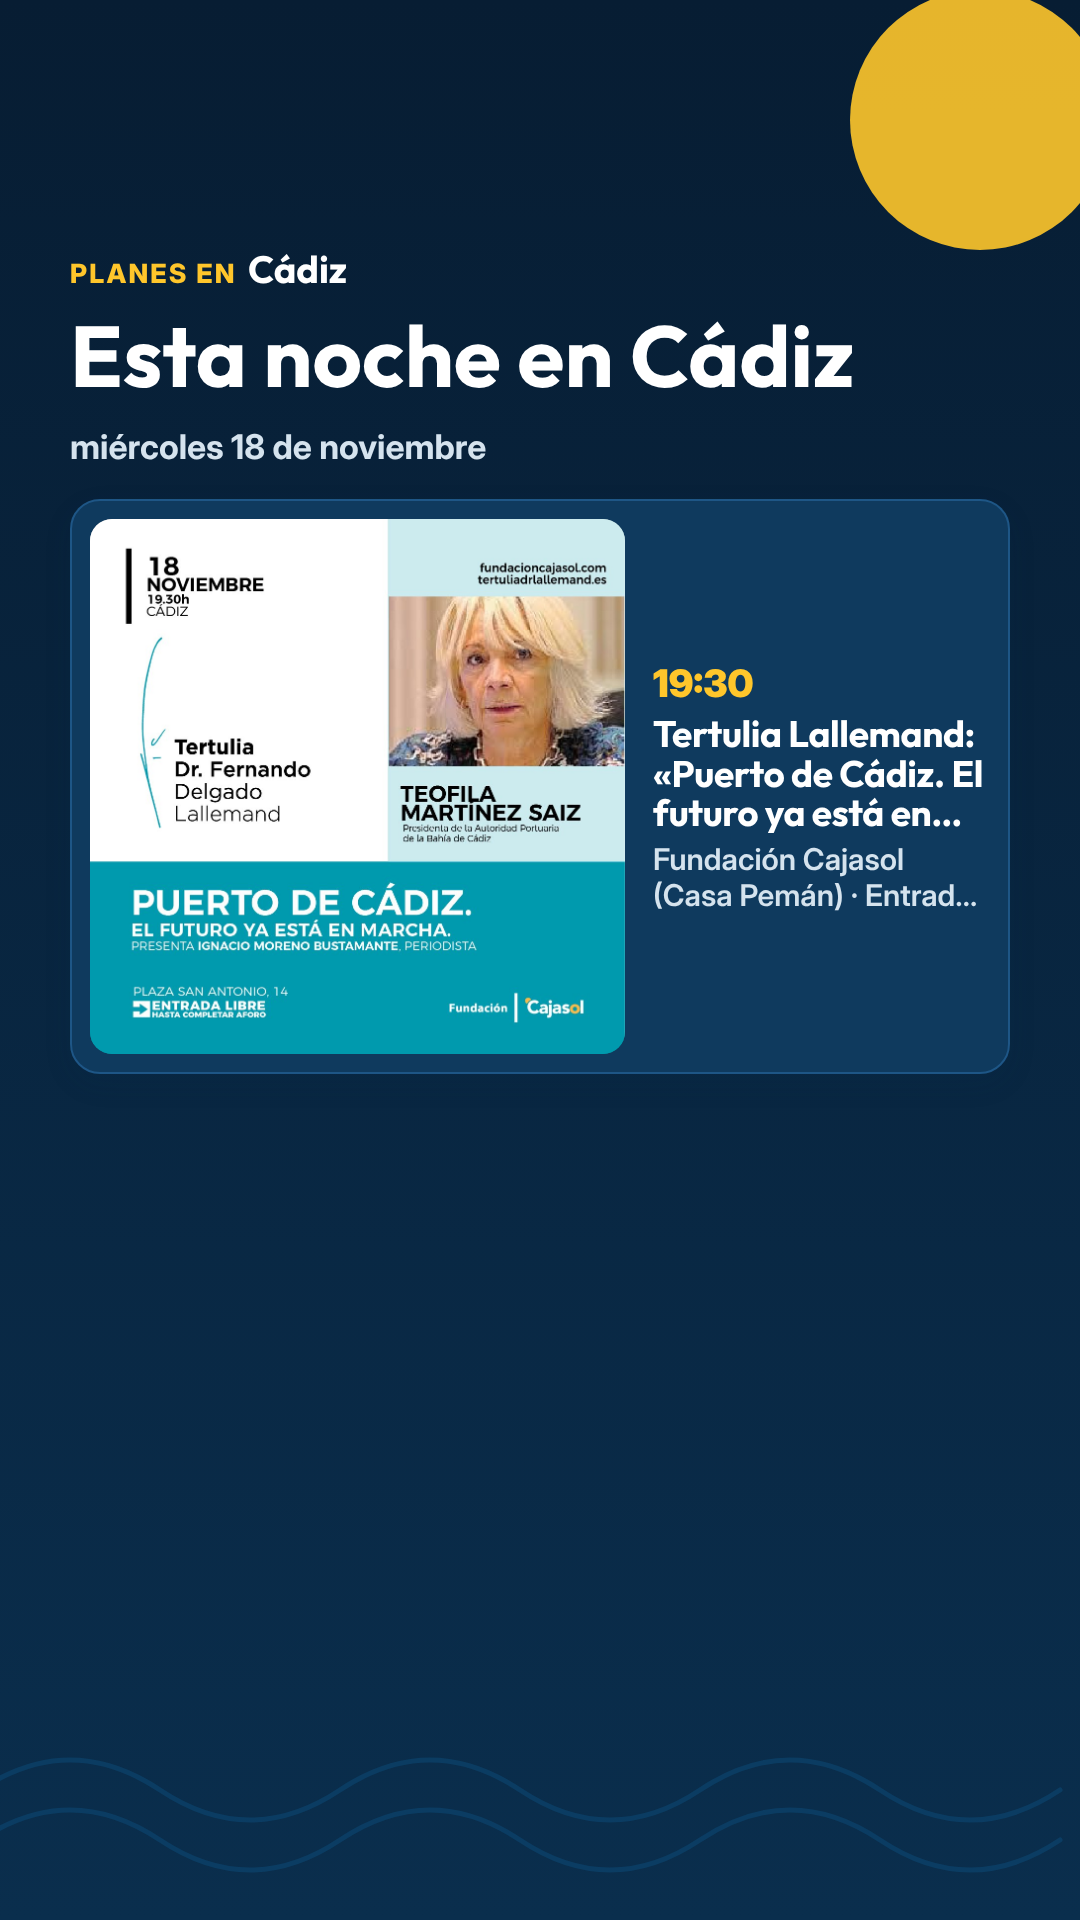 PLANES EN Cádiz
Esta noche en Cádiz
miércoles 18 de noviembre
18
NOVIEMBRE
19.30h
CÁDIZ
fundacioncajasol.com
tertuliadrlallemand.es
Tertulia
Dr. Fernando
Delgado
Lallemand
TEOFILA
MARTÍNEZ SAIZ
Presidenta de la Autoridad Portuaria
de la Bahía de Cádiz
PUERTO DE CÁDIZ.
EL FUTURO YA ESTÁ EN MARCHA.
PRESENTA IGNACIO MORENO BUSTAMANTE, PERIODISTA
PLAZA SAN ANTONIO, 14
ENTRADA LIBRE
HASTA COMPLETAR AFORO
Fundación Cajasol
19:30
Tertulia Lallemand:
«Puerto de Cádiz. El
futuro ya está en...
Fundación Cajasol
(Casa Pemán) · Entrad...